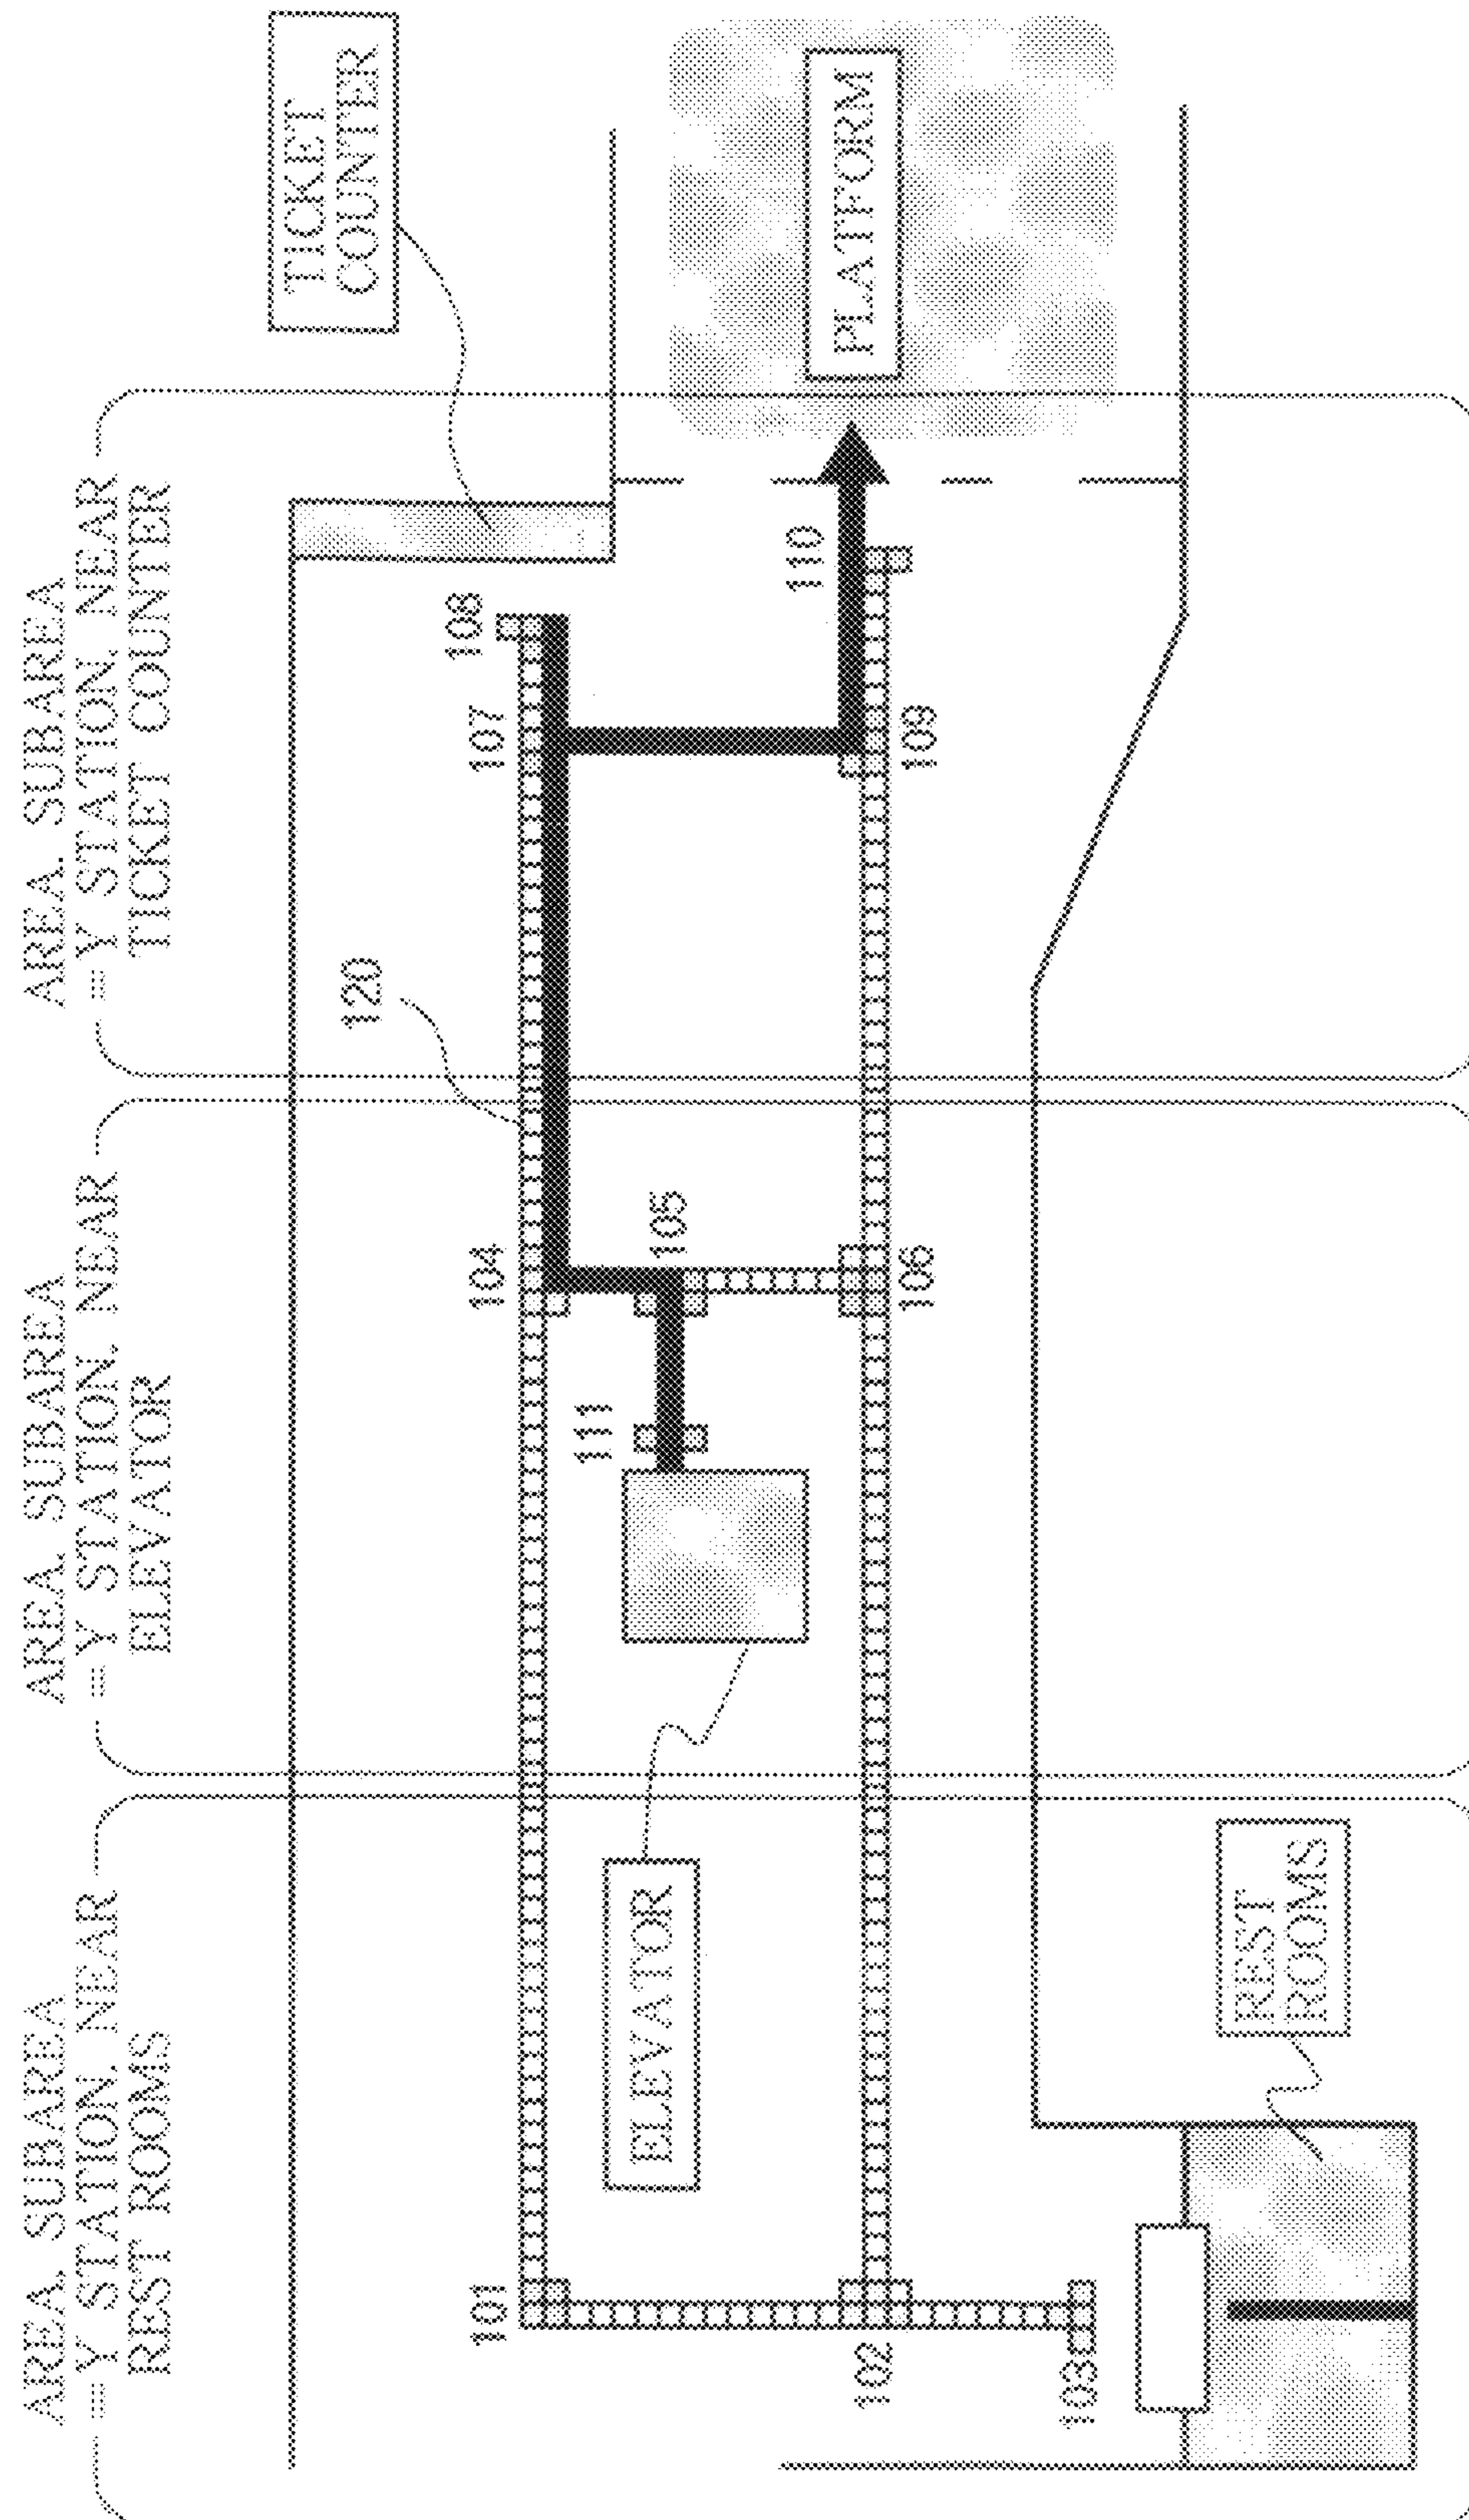 AREA. SUBAREA
=Y STATION. NEAR
REST ROOMS
AREA. SUBAREA
=Y STATION. NEAR
ELEVATOR
AREA. SUBAREA
=Y STATION. NEAR
TICKET COUNTER
TICKET
COUNTER
120
101
104
107
108
111
105
ELEVATOR
110
PLATFORM
102
106
109
103
REST
ROOMS